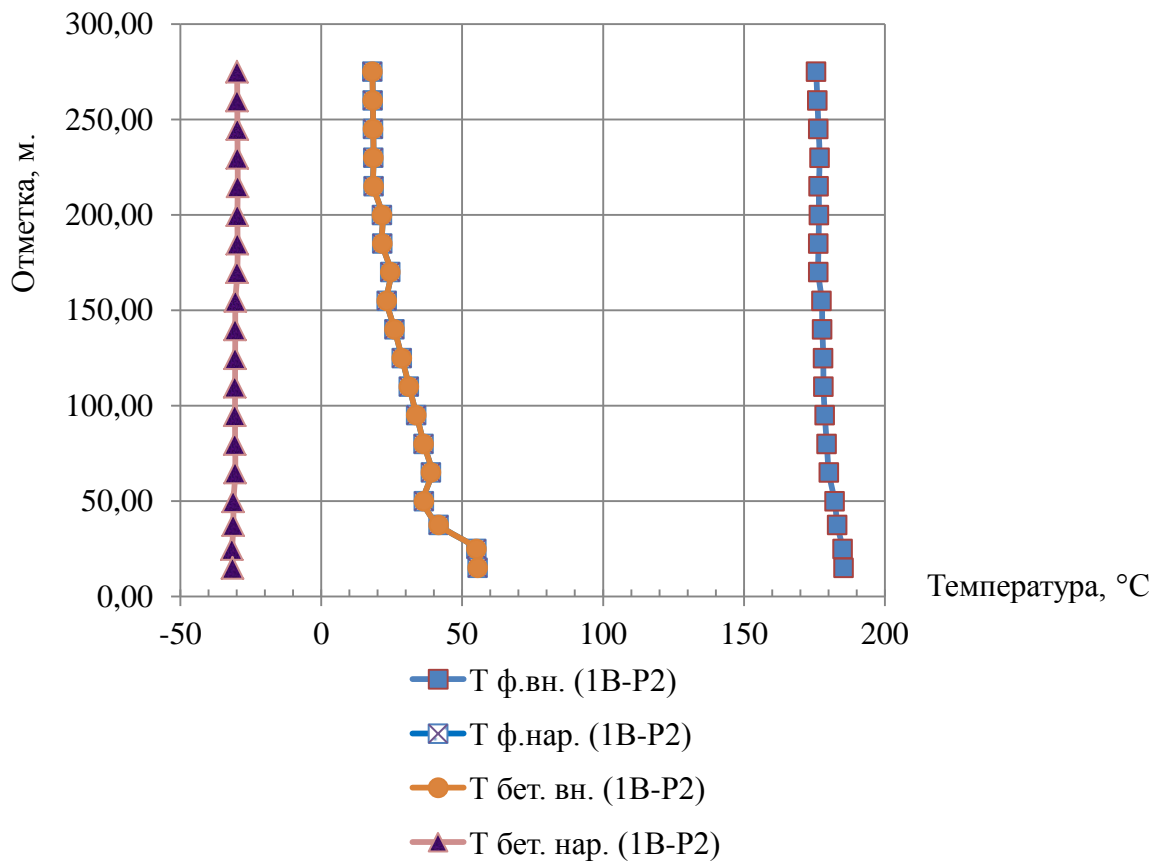 300,00
250,00
200,00
150,00
100,00
50,00
0,00
Отметка, м.
-50 0 50 100 150 200
Температура, °С
Т ф.вн. (1В-Р2)
Т ф.нар. (1В-Р2)
Т бет. вн. (1В-Р2)
Т бет. нар. (1В-Р2)